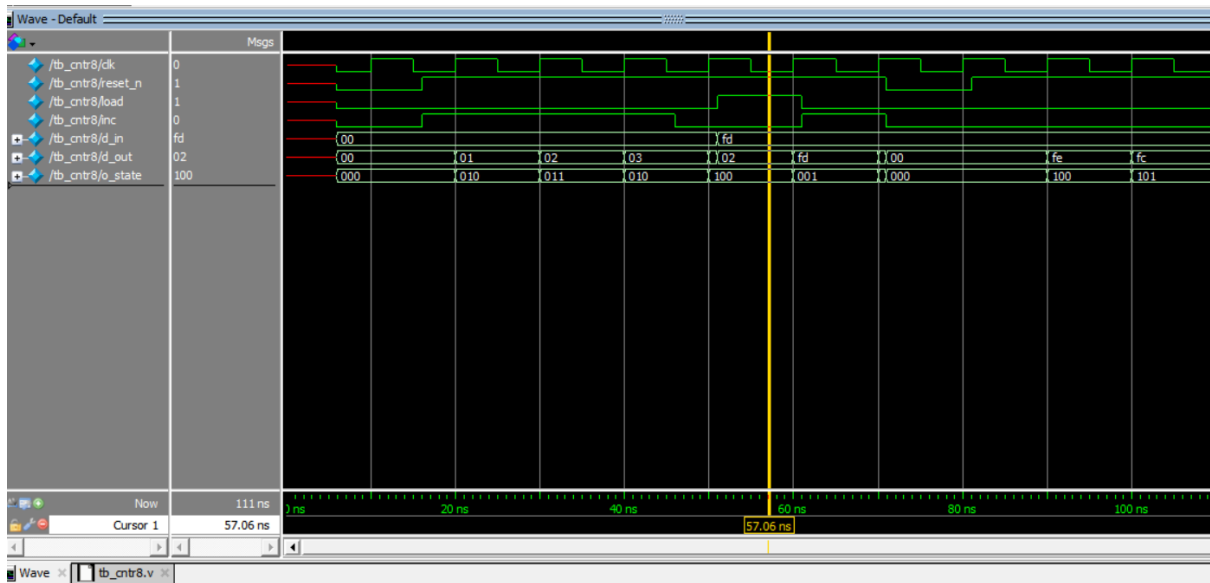 Wave - Default
Msgs
/tb_cntr8/clk 0
/tb_cntr8/reset_n 1
/tb_cntr8/load 1
/tb_cntr8/inc 0
/tb_cntr8/d_in fd 00 fd
/tb_cntr8/d_out 02 00 01 02 03 02 fd 00 fe fc
/tb_cntr8/o_state 100 000 010 011 010 100 001 000 100 101
Now 111 ns ns 20 ns 40 ns 60 ns 80 ns 100 ns
Cursor 1 57.06 ns 57.06 ns
Wave tb_cntr8.v